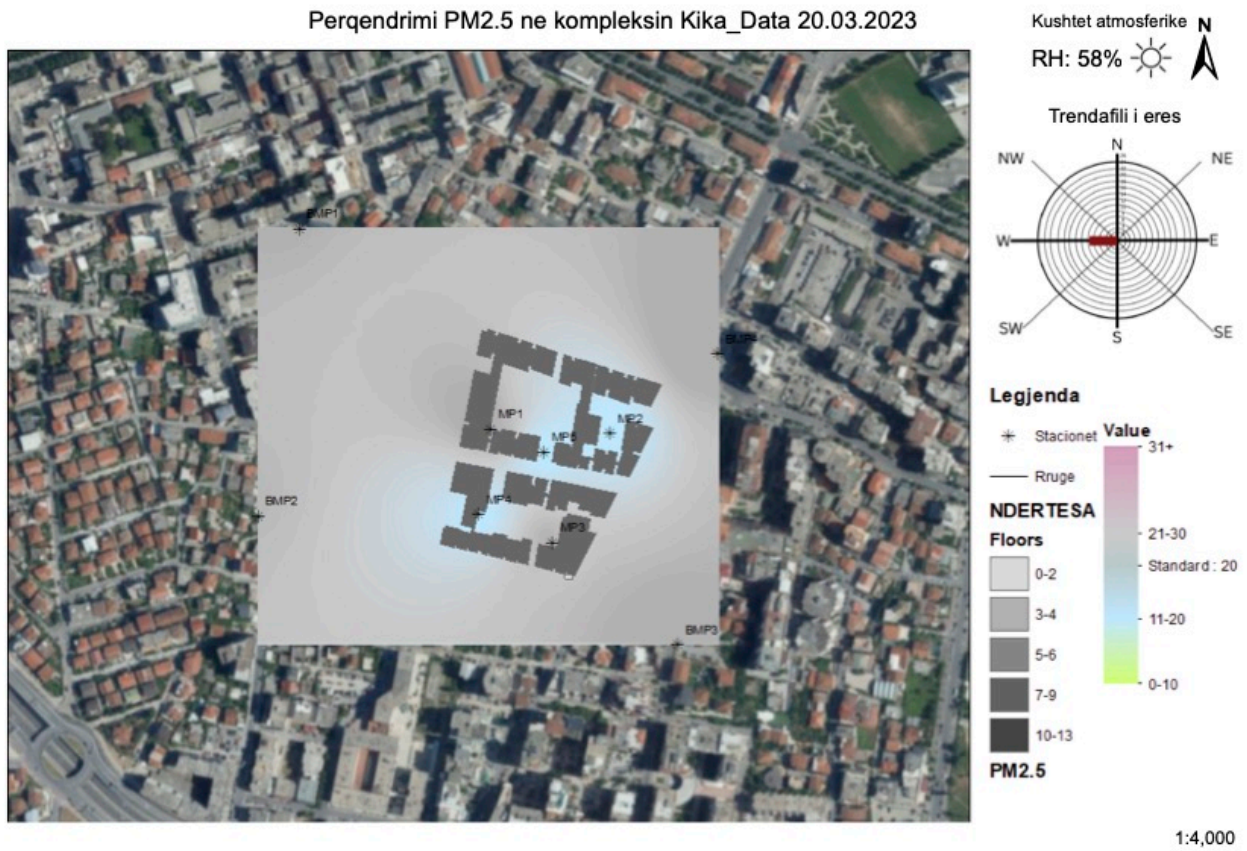 Perqendrimi PM2.5 ne kompleksin Kika_Data 20.03.2023
Kushtet atmosferike
N
RH: 58%
Trendafili i eres
N
NW
NE
W
E
SW
SE
S
BMP1
BMP4
MP1
MP2
MP5
BMP2
MP4
MP3
BMP3
Legjenda
Stacionet
Rruge
NDERTESA
Floors
0-2
3-4
5-6
7-9
10-13
PM2.5
Value
31+
21-30
Standard : 20
11-20
0-10
1:4,000